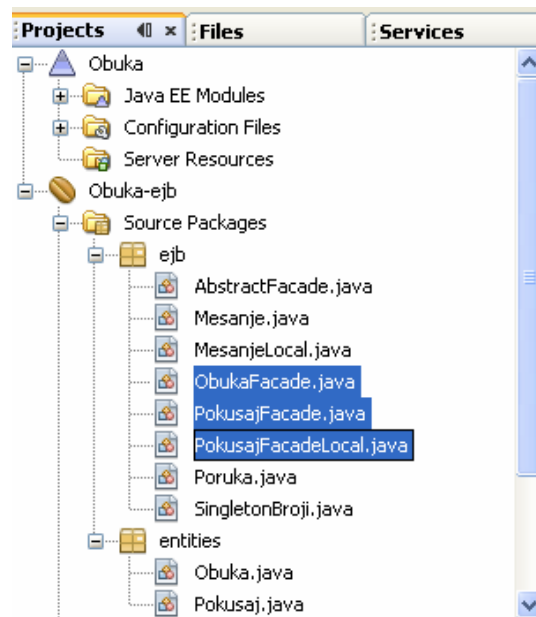 Projects Files Services
Obuka
Java EE Modules
Configuration Files
Server Resources
Obuka-ejb
Source Packages
ejb
AbstractFacade.java
Mesanje.java
MesanjeLocal.java
ObukaFacade.java
PokusajFacade.java
PokusajFacadeLocal.java
Poruka.java
SingletonBroji.java
entities
Obuka.java
Pokusaj.java